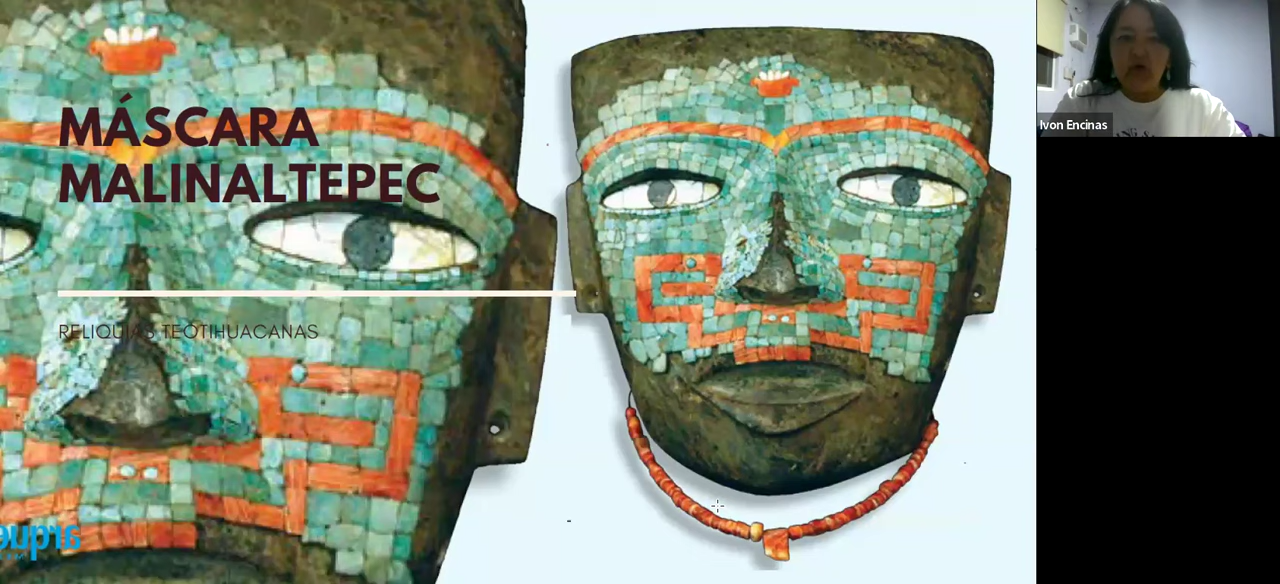 MÁSCARA
MALINALTEPEC
RELIQUIAS TEOTIHUACANAS
Ivon Encinas